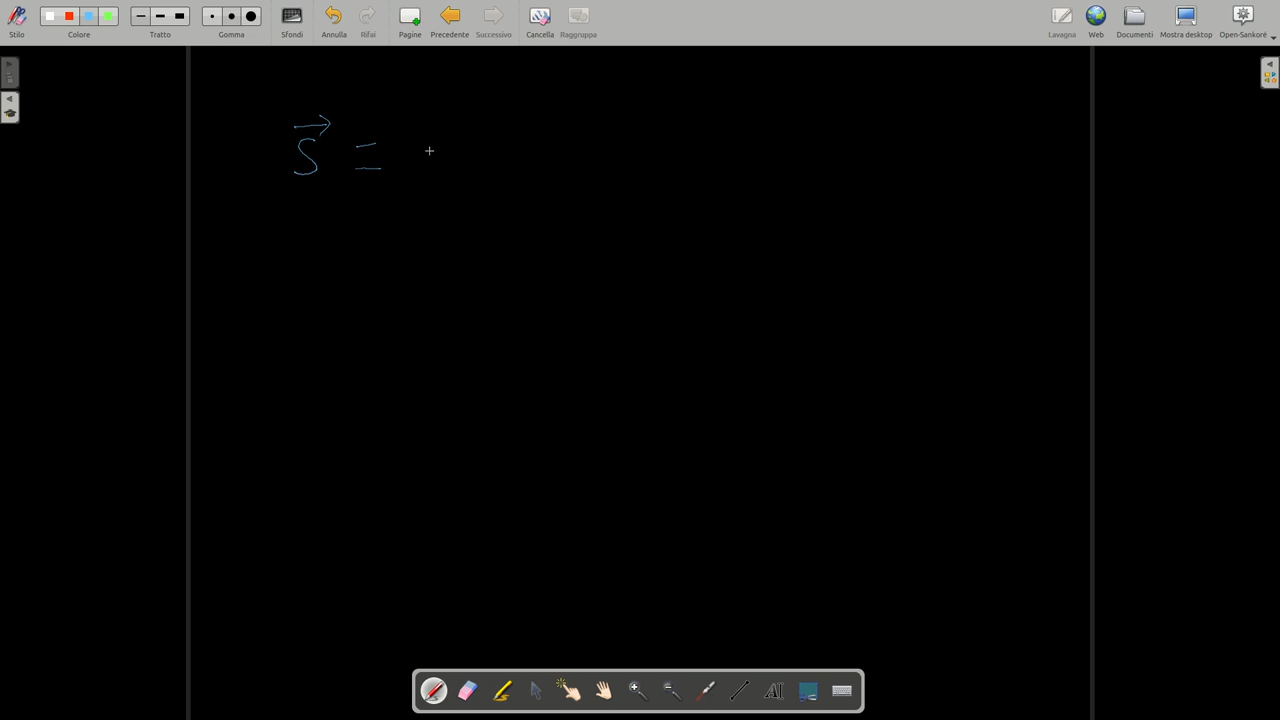 Stilo Colore Tratto Gomma Sfondi Annulla Rifai Pagine Precedente Successivo Cancella Raggruppa Lavagna Web Documenti Mostra desktop Open-Sankoré
S⃗ =
AI